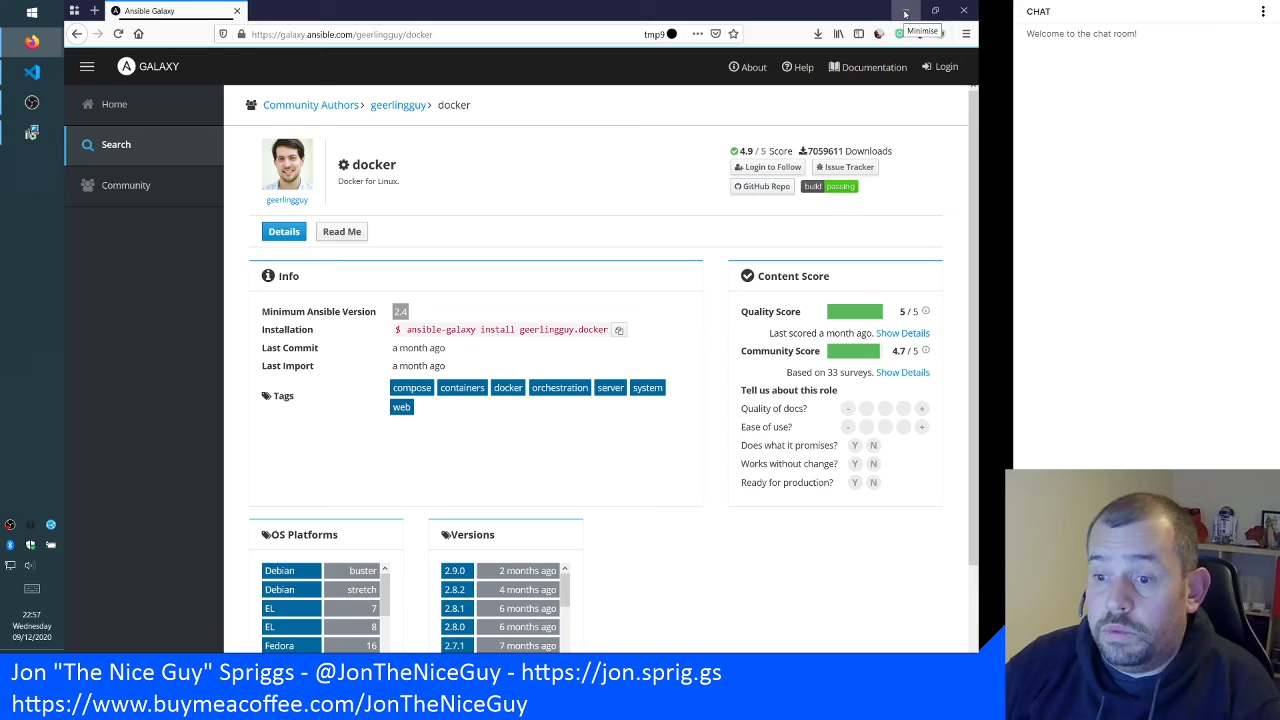 Ansible Galaxy
https://galaxy.ansible.com/geerlingguy/docker
tmp9
Minimise
CHAT
Welcome to the chat room!
A GALAXY
About
Help
Documentation
Login
Home
Search
Community
Community Authors
geerlingguy
docker
geerlingguy
docker
Docker for Linux.
4.9 / 5 Score 7059611 Downloads
Login to Follow
Issue Tracker
GitHub Repo
build passing
Details
Read Me
Info
Minimum Ansible Version 2.4
Installation $ ansible-galaxy install geerlingguy.docker
Last Commit a month ago
Last Import a month ago
Tags
compose containers docker orchestration server system
web
Content Score
Quality Score 5 / 5
Last scored a month ago. Show Details
Community Score 4.7 / 5
Based on 33 surveys. Show Details
Tell us about this role
Quality of docs? - +
Ease of use? - +
Does what it promises? Y N
Works without change? Y N
Ready for production? Y N
OS Platforms
Debian buster
Debian stretch
EL 7
EL 8
Fedora 16
Versions
2.9.0 2 months ago
2.8.2 4 months ago
2.8.1 6 months ago
2.8.0 6 months ago
2.7.1 7 months ago
22:57
Wednesday
09/12/2020
Jon "The Nice Guy" Spriggs - @JonTheNiceGuy - https://jon.sprig.gs
https://www.buymeacoffee.com/JonTheNiceGuy